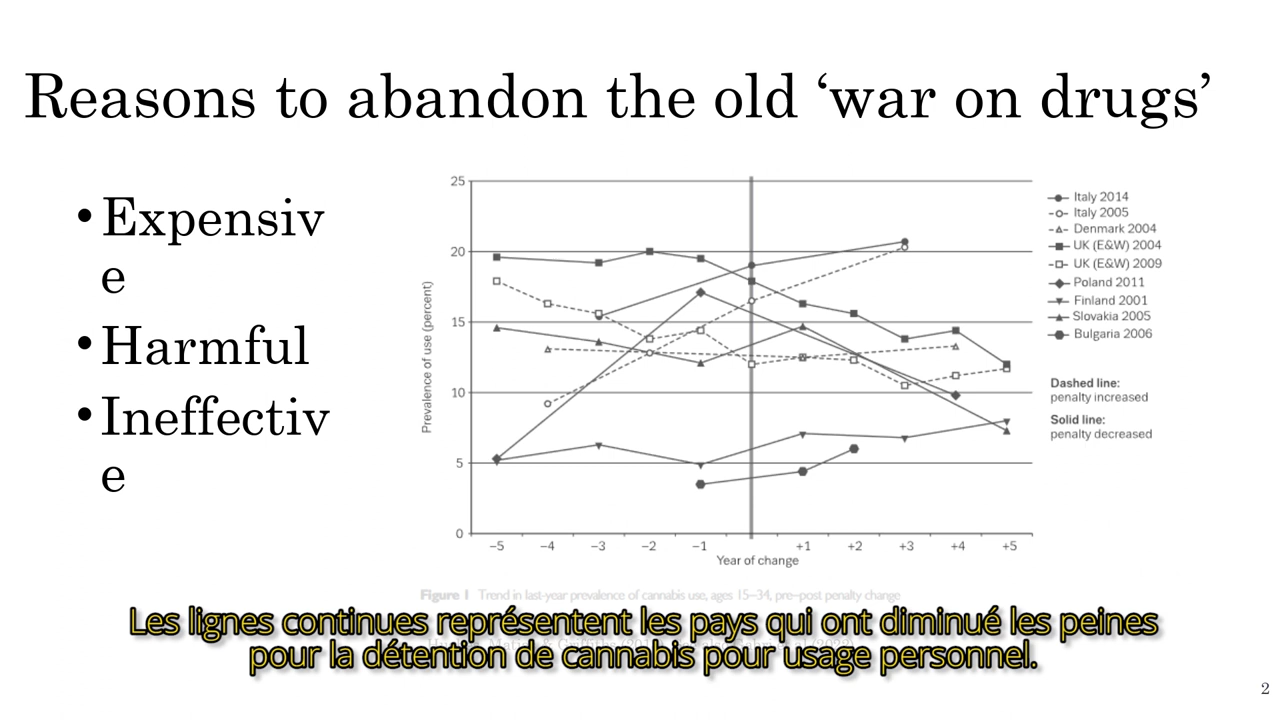 Reasons to abandon the old ‘war on drugs’
• Expensiv
e
• Harmful
• Ineffectiv
e
25
20
15
10
5
0
Prevalence of use (percent)
–5 –4 –3 –2 –1 +1 +2 +3 +4 +5
Year of change
Italy 2014
Italy 2005
Denmark 2004
UK (E&W) 2004
UK (E&W) 2009
Poland 2011
Finland 2001
Slovakia 2005
Bulgaria 2006
Dashed line:
penalty increased
Solid line:
penalty decreased
Figure 1 Trend in last-year prevalence of cannabis use, ages 15–34, pre–post penalty change
Les lignes continues représentent les pays qui ont diminué les peines
pour la détention de cannabis pour usage personnel.
2